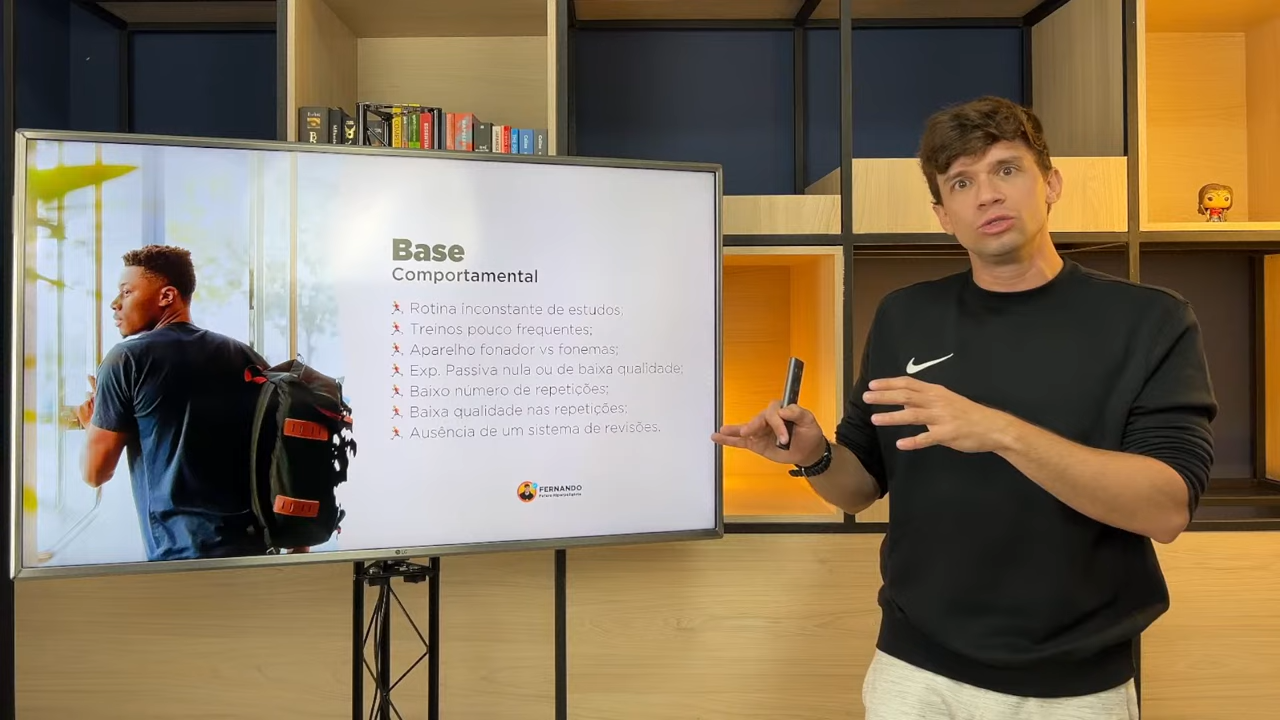 Base
Comportamental
Rotina inconstante de estudos;
Treinos pouco frequentes;
Aparelho fonador vs fonemas;
Exp. Passiva nula ou de baixa qualidade;
Baixo número de repetições;
Baixa qualidade nas repetições;
Ausência de um sistema de revisões.
FERNANDO
LG